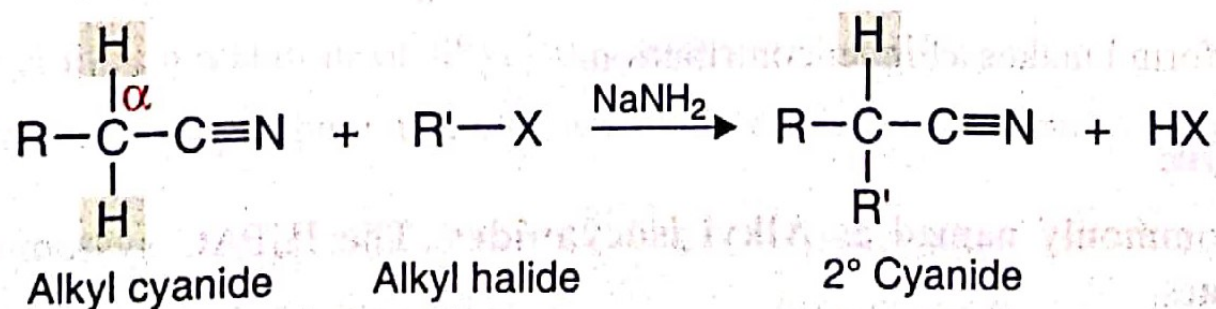 H H
α
R—C—C≡N + R'—X NaNH₂ R—C—C≡N + HX
H R'
Alkyl cyanide Alkyl halide 2° Cyanide